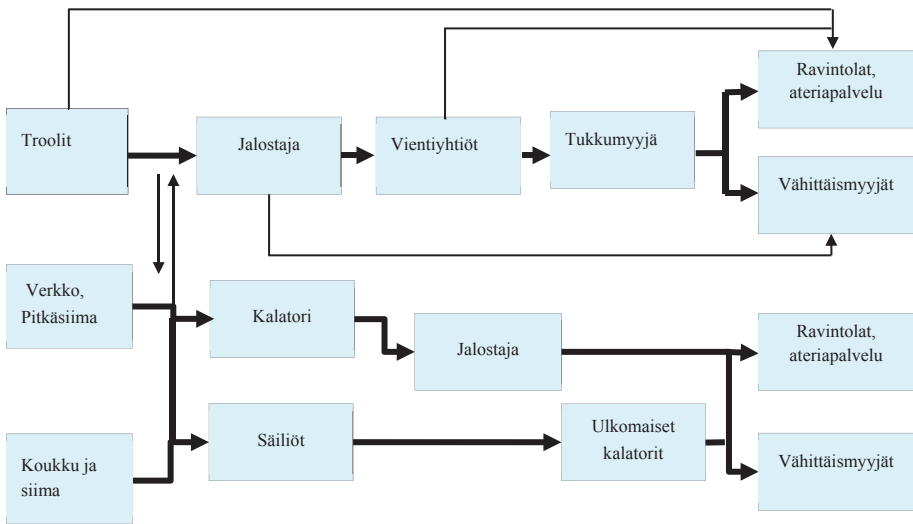 Ravintolat,
ateriapalvelu
Troolit
Jalostaja
Vientiyhtiöt
Tukkumyyjä
Vähittäismyyjät
Verkko,
Pitkäsiima
Kalatori
Jalostaja
Ravintolat,
ateriapalvelu
Säiliöt
Ulkomaiset
kalatorit
Koukku ja
siima
Vähittäismyyjät